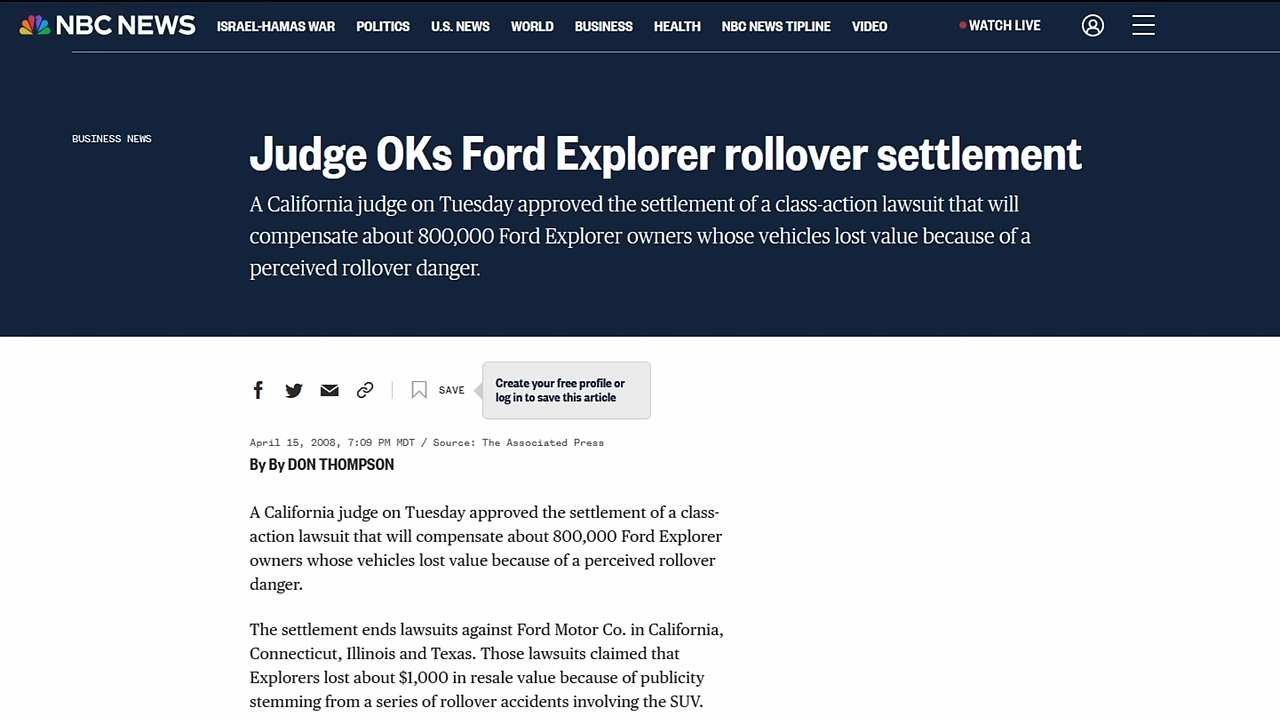 NBC NEWS ISRAEL-HAMAS WAR POLITICS U.S. NEWS WORLD BUSINESS HEALTH NBC NEWS TIPLINE VIDEO WATCH LIVE
BUSINESS NEWS
Judge OKs Ford Explorer rollover settlement
A California judge on Tuesday approved the settlement of a class-action lawsuit that will
compensate about 800,000 Ford Explorer owners whose vehicles lost value because of a
perceived rollover danger.
SAVE
Create your free profile or
log in to save this article
April 15, 2008, 7:09 PM MDT / Source: The Associated Press
By By DON THOMPSON
A California judge on Tuesday approved the settlement of a class-
action lawsuit that will compensate about 800,000 Ford Explorer
owners whose vehicles lost value because of a perceived rollover
danger.
The settlement ends lawsuits against Ford Motor Co. in California,
Connecticut, Illinois and Texas. Those lawsuits claimed that
Explorers lost about $1,000 in resale value because of publicity
stemming from a series of rollover accidents involving the SUV.